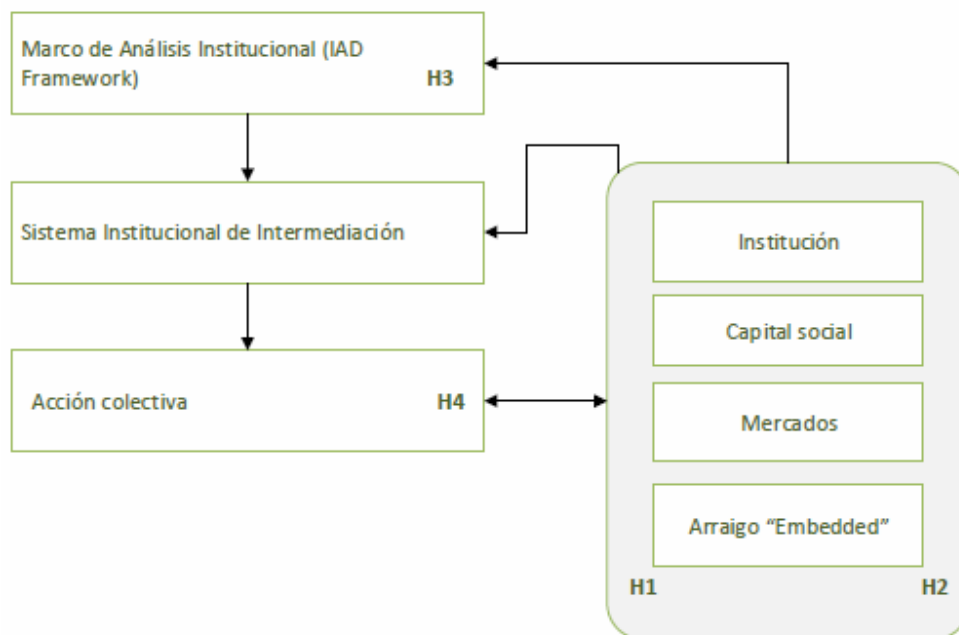 Marco de Análisis Institucional (IAD
Framework) H3
Sistema Institucional de Intermediación
Acción colectiva H4
Institución
Capital social
Mercados
Arraigo “Embedded”
H1 H2